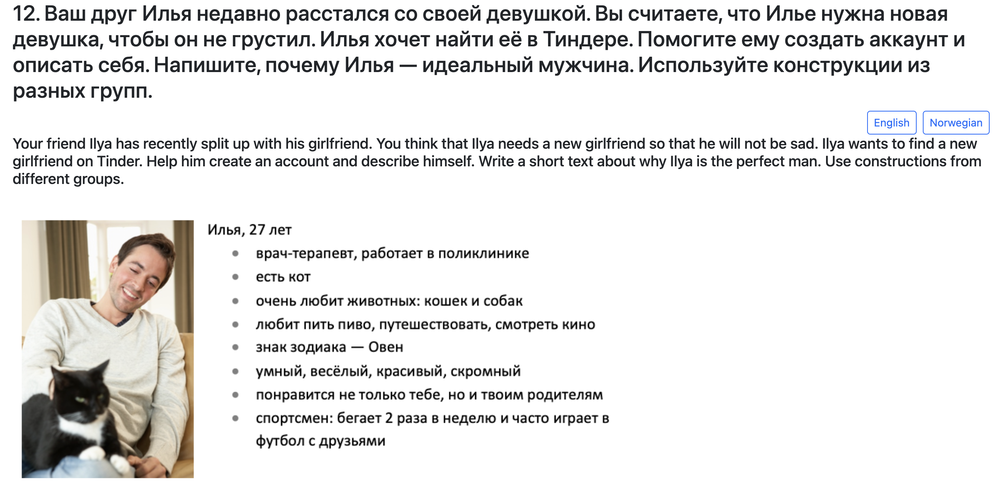 12. Ваш друг Илья недавно расстался со своей девушкой. Вы считаете, что Илье нужна новая
девушка, чтобы он не грустил. Илья хочет найти её в Тиндере. Помогите ему создать аккаунт и
описать себя. Напишите, почему Илья — идеальный мужчина. Используйте конструкции из
разных групп.
English Norwegian
Your friend Ilya has recently split up with his girlfriend. You think that Ilya needs a new girlfriend so that he will not be sad. Ilya wants to find a new
girlfriend on Tinder. Help him create an account and describe himself. Write a short text about why Ilya is the perfect man. Use constructions from
different groups.
Илья, 27 лет
• врач-терапевт, работает в поликлинике
• есть кот
• очень любит животных: кошек и собак
• любит пить пиво, путешествовать, смотреть кино
• знак зодиака — Овен
• умный, весёлый, красивый, скромный
• понравится не только тебе, но и твоим родителям
• спортсмен: бегает 2 раза в неделю и часто играет в
футбол с друзьями